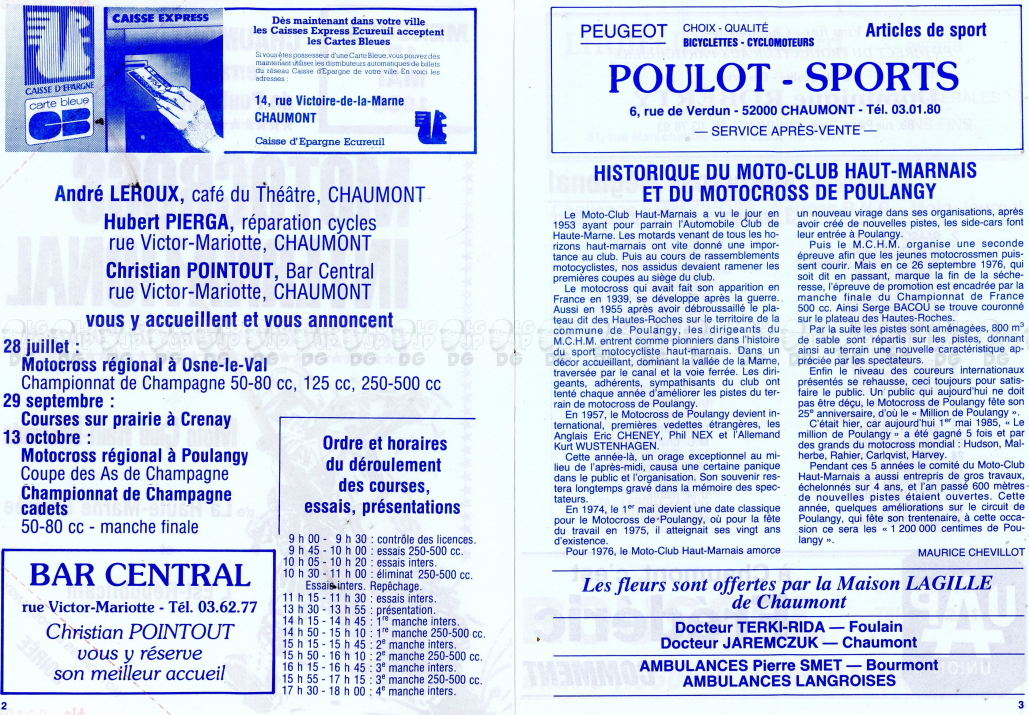 CAISSE D'EPARGNE
carte bleue
CB
CAISSE EXPRESS
Dès maintenant dans votre ville
les Caisses Express Ecureuil acceptent
les Cartes Bleues
Si vous êtes possesseur d'une Carte Bleue, vous pouvez dès
maintenant utiliser les distributeurs automatiques de billets
du réseau Caisse d'Epargne de votre ville. En voici les
adresses :
14, rue Victoire-de-la-Marne
CHAUMONT
Caisse d'Epargne Ecureuil
André LEROUX, café du Théâtre, CHAUMONT
Hubert PIERGA, réparation cycles
rue Victor-Mariotte, CHAUMONT
Christian POINTOUT, Bar Central
rue Victor-Mariotte, CHAUMONT
vous y accueillent et vous annoncent
28 juillet :
Motocross régional à Osne-le-Val
Championnat de Champagne 50-80 cc, 125 cc, 250-500 cc
29 septembre :
Courses sur prairie à Crenay
13 octobre :
Motocross régional à Poulangy
Coupe des As de Champagne
Championnat de Champagne
cadets
50-80 cc - manche finale
BAR CENTRAL
rue Victor-Mariotte - Tél. 03.62.77
Christian POINTOUT
vous y réserve
son meilleur accueil
Ordre et horaires
du déroulement
des courses,
essais, présentations
9 h 00 - 9 h 30 : contrôle des licences.
9 h 45 - 10 h 00 : essais 250-500 cc.
10 h 05 - 10 h 20 : essais inters.
10 h 30 - 11 h 00 : éliminat 250-500 cc.
Essais inters. Repêchage.
11 h 15 - 11 h 30 : essais inters.
13 h 30 - 13 h 55 : présentation.
14 h 15 - 14 h 45 : 1re manche inters.
14 h 50 - 15 h 10 : 1re manche 250-500 cc.
15 h 15 - 15 h 45 : 2e manche inters.
15 h 50 - 16 h 10 : 2e manche 250-500 cc.
16 h 15 - 16 h 45 : 3e manche inters.
16 h 55 - 17 h 15 : 3e manche 250-500 cc.
17 h 30 - 18 h 00 : 4e manche inters.
2
PEUGEOT CHOIX - QUALITÉ Articles de sport
BICYCLETTES - CYCLOMOTEURS
POULOT - SPORTS
6, rue de Verdun - 52000 CHAUMONT - Tél. 03.01.80
— SERVICE APRÈS-VENTE —
HISTORIQUE DU MOTO-CLUB HAUT-MARNAIS
ET DU MOTOCROSS DE POULANGY
Le Moto-Club Haut-Marnais a vu le jour en
1953 ayant pour parrain l'Automobile Club de
Haute-Marne. Les motards venant de tous les ho-
rizons haut-marnais ont vite donné une impor-
tance au club. Puis au cours de rassemblements
motocyclistes, nos assidus devaient ramener les
premières coupes au siège du club.
Le motocross qui avait fait son apparition en
France en 1939, se développe après la guerre.
Aussi en 1955 après avoir débroussaillé le pla-
teau dit des Hautes-Roches sur le territoire de la
commune de Poulangy, les dirigeants du
M.C.H.M. entrent comme pionniers dans l'histoire
du sport motocycliste haut-marnais. Dans un
décor accueillant, dominant la vallée de la Marne,
traversée par le canal et la voie ferrée. Les diri-
geants, adhérents, sympathisants du club ont
tenté chaque année d'améliorer les pistes du ter-
rain de motocross de Poulangy.
En 1957, le Motocross de Poulangy devient in-
ternational, premières vedettes étrangères, les
Anglais Eric CHENEY, Phil NEX et l'Allemand
Kurt WUSTENHAGEN.
Cette année-là, un orage exceptionnel au mi-
lieu de l'après-midi, causa une certaine panique
dans le public et l'organisation. Son souvenir res-
tera longtemps gravé dans la mémoire des spec-
tateurs.
En 1974, le 1er mai devient une date classique
pour le Motocross de Poulangy, où pour la fête
du travail en 1975, il atteignait ses vingt ans
d'existence.
Pour 1976, le Moto-Club Haut-Marnais amorce
un nouveau virage dans ses organisations, après
avoir créé de nouvelles pistes, les side-cars font
leur entrée à Poulangy.
Puis le M.C.H.M. organise une seconde
épreuve afin que les jeunes motocrossmen puis-
sent courir. Mais en ce 26 septembre 1976, qui
soit dit en passant, marque la fin de la séche-
resse, l'épreuve de promotion est encadrée par la
manche finale du Championnat de France
500 cc. Ainsi Serge BACOU se trouve couronné
sur le plateau des Hautes-Roches.
Par la suite les pistes sont aménagées, 800 m3
de sable sont répartis sur les pistes, donnant
ainsi au terrain une nouvelle caractéristique ap-
préciée par les spectateurs.
Enfin le niveau des coureurs internationaux
présentés se rehausse, ceci toujours pour satis-
faire le public. Un public qui aujourd'hui ne doit
pas être déçu, le Motocross de Poulangy fête son
25e anniversaire, d'où le « Million de Poulangy ».
C'était hier, car aujourd'hui 1er mai 1985, « Le
million de Poulangy » a été gagné 5 fois et par
des grands du motocross mondial : Hudson, Mal-
herbe, Rahier, Carlqvist, Harvey.
Pendant ces 5 années le comité du Moto-Club
Haut-Marnais a aussi entrepris de gros travaux,
échelonnés sur 4 ans, et l'an passé 600 mètres
de nouvelles pistes étaient ouvertes. Cette
année, quelques améliorations sur le circuit de
Poulangy, qui fête son trentenaire, à cette occa-
sion ce sera les « 1 200 000 centimes de Pou-
langy ».
MAURICE CHEVILLOT
Les fleurs sont offertes par la Maison LAGILLE
de Chaumont
Docteur TERKI-RIDA — Foulain
Docteur JAREMCZUK — Chaumont
AMBULANCES Pierre SMET — Bourmont
AMBULANCES LANGROISES
3